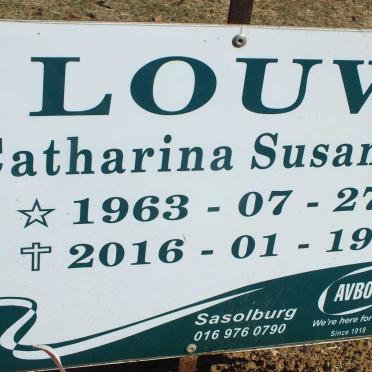 LOUW
Catharina Susan
1963 - 07 - 27
2016 - 01 - 19
AVBO
Sasolburg
We're here for
016 976 0790
Since 1918